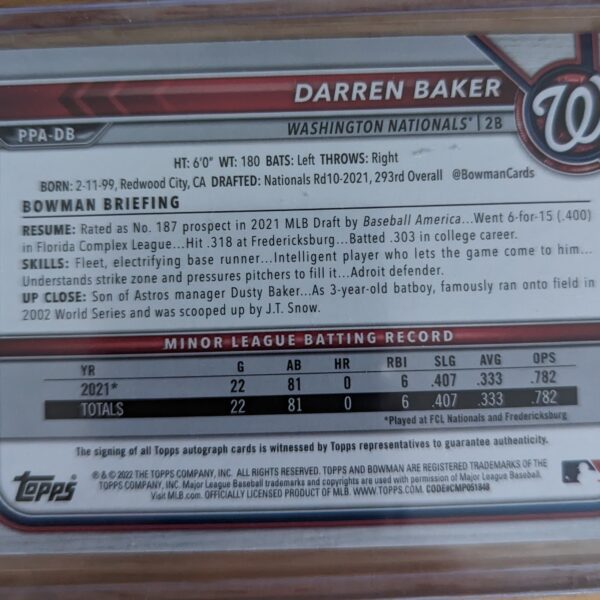 DARREN BAKER
W
PPA-DB
WASHINGTON NATIONALS® | 2B
HT: 6'0" WT: 180 BATS: Left THROWS: Right
BORN: 2-11-99, Redwood City, CA DRAFTED: Nationals Rd10-2021, 293rd Overall @BowmanCards
BOWMAN BRIEFING
RESUME: Rated as No. 187 prospect in 2021 MLB Draft by Baseball America...Went 6-for-15 (.400)
in Florida Complex League...Hit .318 at Fredericksburg...Batted .303 in college career.
SKILLS: Fleet, electrifying base runner...Intelligent player who lets the game come to him...
Understands strike zone and pressures pitchers to fill it...Adroit defender.
UP CLOSE: Son of Astros manager Dusty Baker...As 3-year-old batboy, famously ran onto field in
2002 World Series and was scooped up by J.T. Snow.
MINOR LEAGUE BATTING RECORD
YR G AB HR RBI SLG AVG OPS
2021* 22 81 0 6 .407 .333 .782
TOTALS 22 81 0 6 .407 .333 .782
*Played at FCL Nationals and Fredericksburg
The signing of all Topps autograph cards is witnessed by Topps representatives to guarantee authenticity.
Topps
® & © 2022 THE TOPPS COMPANY, INC. ALL RIGHTS RESERVED. TOPPS AND BOWMAN ARE REGISTERED TRADEMARKS OF THE
TOPPS COMPANY, INC. Major League Baseball trademarks and copyrights are used with permission of Major League Baseball.
Visit MLB.com. OFFICIALLY LICENSED PRODUCT OF MLB. WWW.TOPPS.COM. CODE#CMP051848